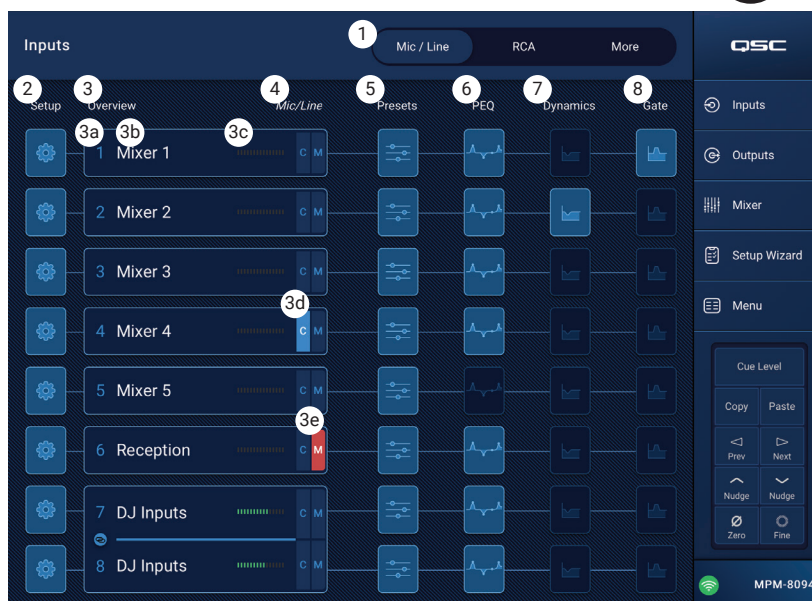 Inputs
1
Mic / Line
RCA
More
QSC
2
3
4
5
6
7
8
Setup
Overview
Mic/Line
Presets
PEQ
Dynamics
Gate
3a
3b
3c
1 Mixer 1 C M
2 Mixer 2 C M
3 Mixer 3 C M
3d
4 Mixer 4 C M
5 Mixer 5 C M
3e
6 Reception C M
7 DJ Inputs C M
8 DJ Inputs C M
Inputs
Outputs
Mixer
Setup Wizard
Menu
Cue Level
Copy
Paste
Prev
Next
Nudge
Nudge
Zero
Fine
MPM-8094